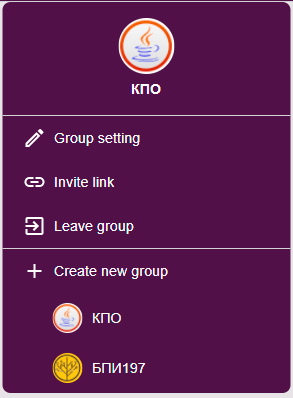 КПО
Group setting
Invite link
Leave group
Create new group
КПО
БПИ197